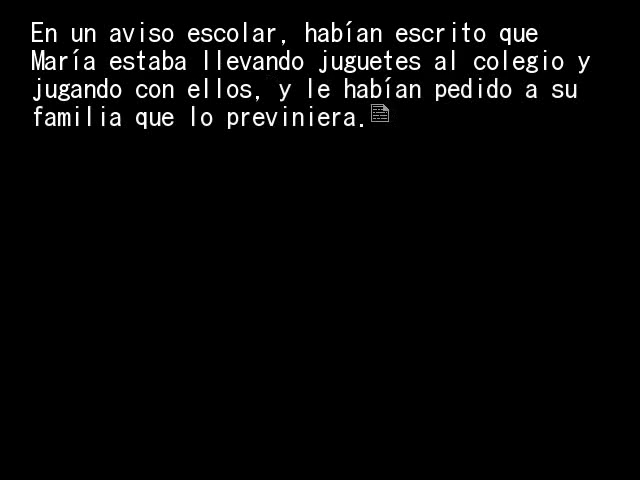 En un aviso escolar, habían escrito que
María estaba llevando juguetes al colegio y
jugando con ellos, y le habían pedido a su
familia que lo previniera.